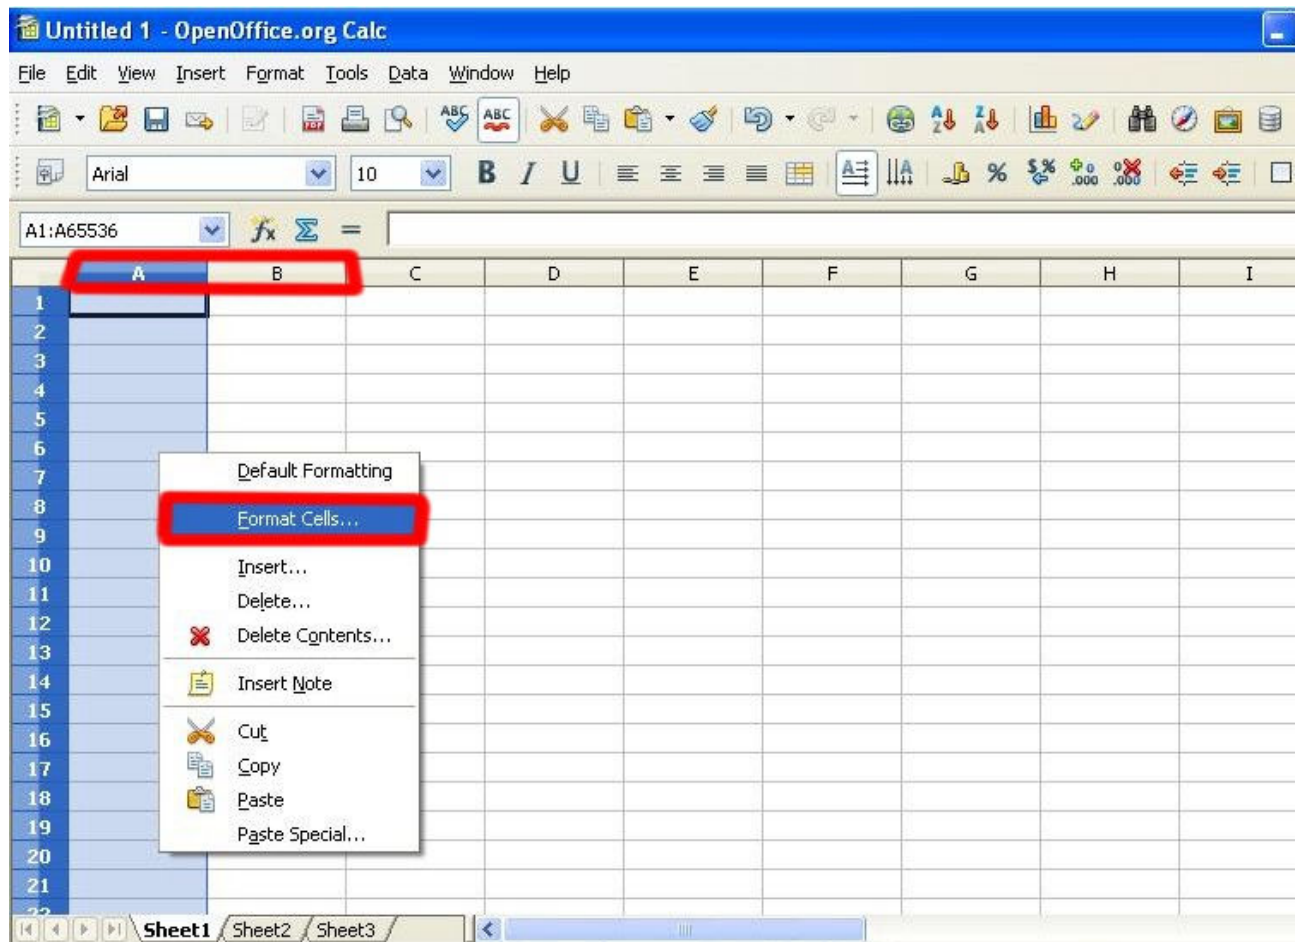 Untitled 1 - OpenOffice.org Calc
File Edit View Insert Format Tools Data Window Help
ABC ABC
Arial 10 B I U
A1:A65536
A B C D E F G H I
1
2
3
4
5
6
7 Default Formatting
8 Format Cells...
9
10 Insert...
11 Delete...
12 Delete Contents...
13
14 Insert Note
15
16 Cut
17 Copy
18 Paste
19 Paste Special...
20
21
22
Sheet1 Sheet2 Sheet3